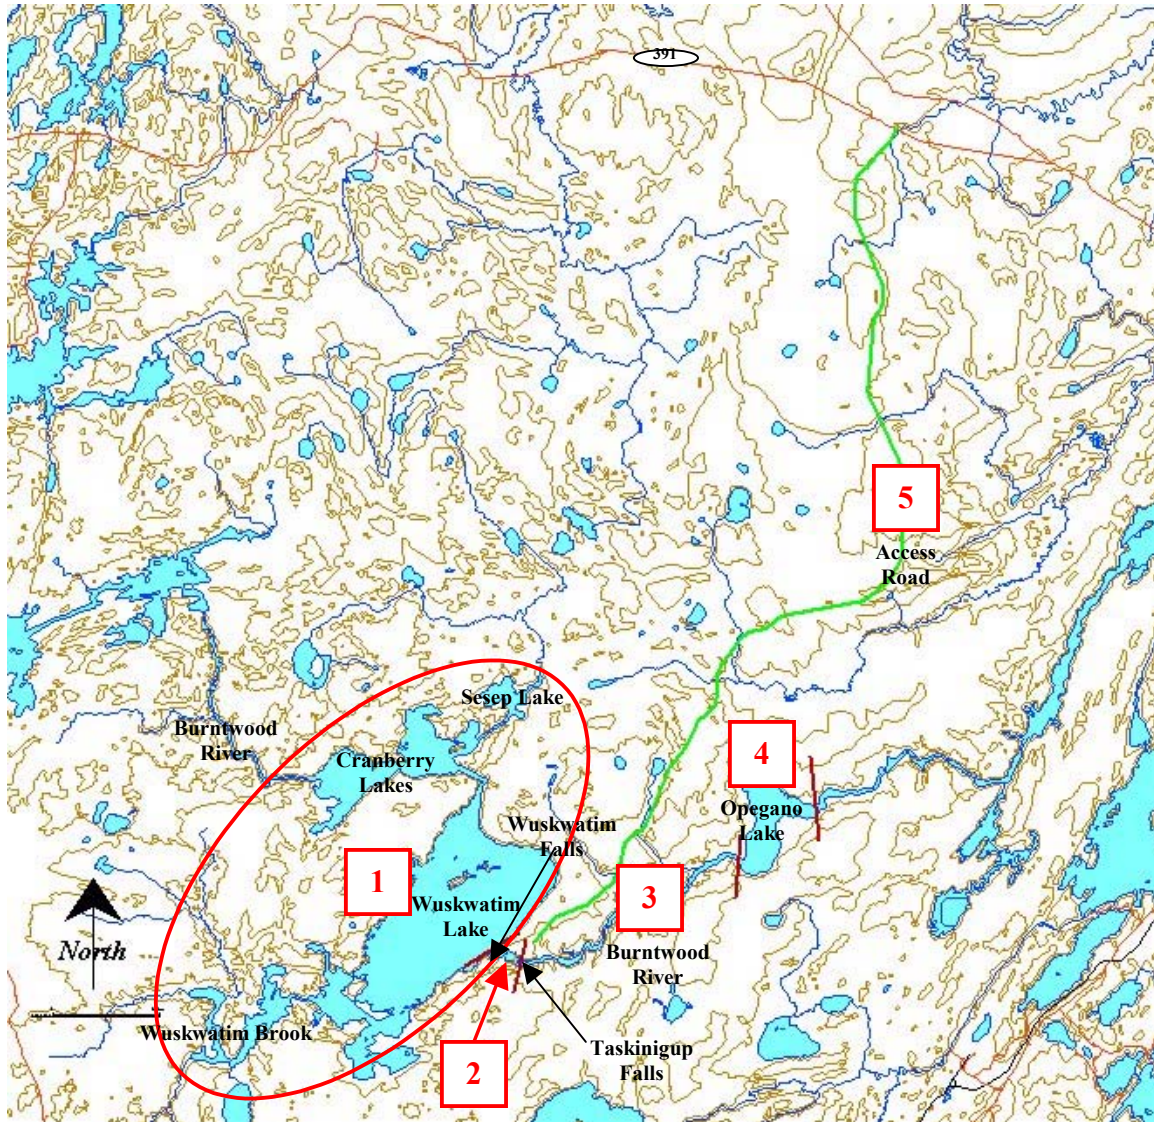 391
5
Access
Road
Sesep Lake
Burntwood
River
Cranberry
Lakes
4
Opegano
Lake
Wuskwatim
Falls
1
3
Wuskwatim
Lake
North
Burntwood
River
Wuskwatim Brook
2
Taskinigup
Falls